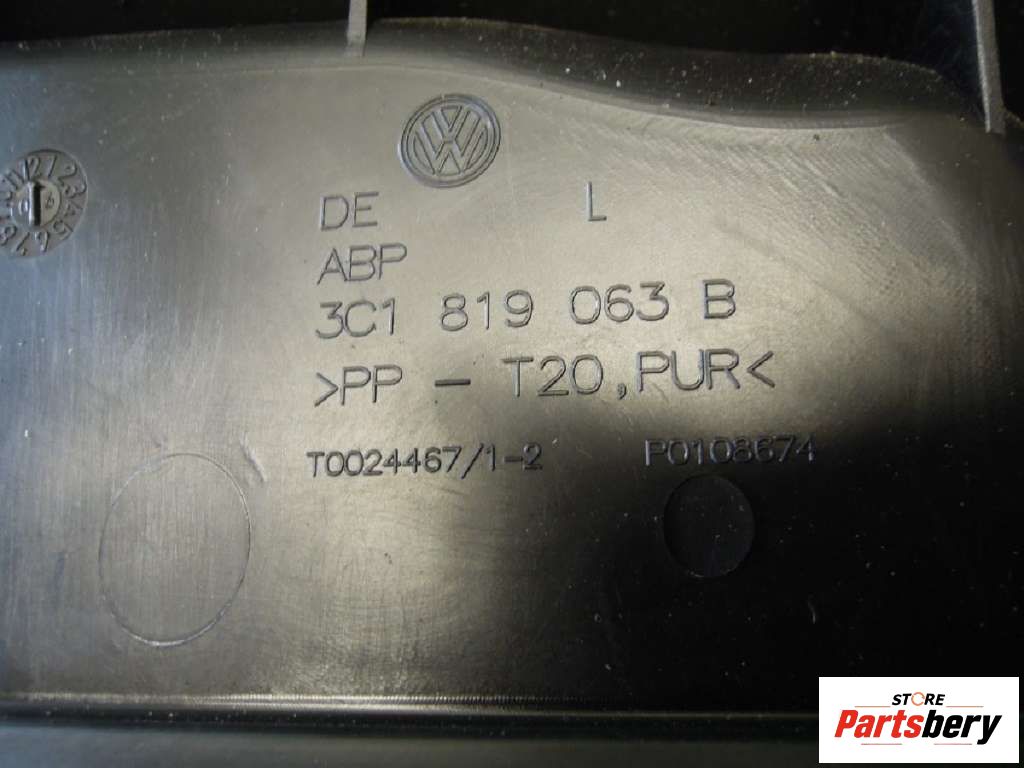 DE L
ABP
3C1 819 063 B
>PP - T20, PUR<
T0024467/1-2 P0108674
STORE
Partsbery